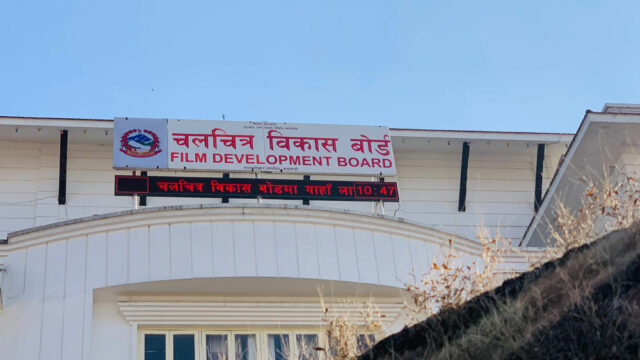 चलचित्र विकास बोर्ड
FILM DEVELOPMENT BOARD
चलचित्र विकास बोर्डमा यहाँ ला 10:47